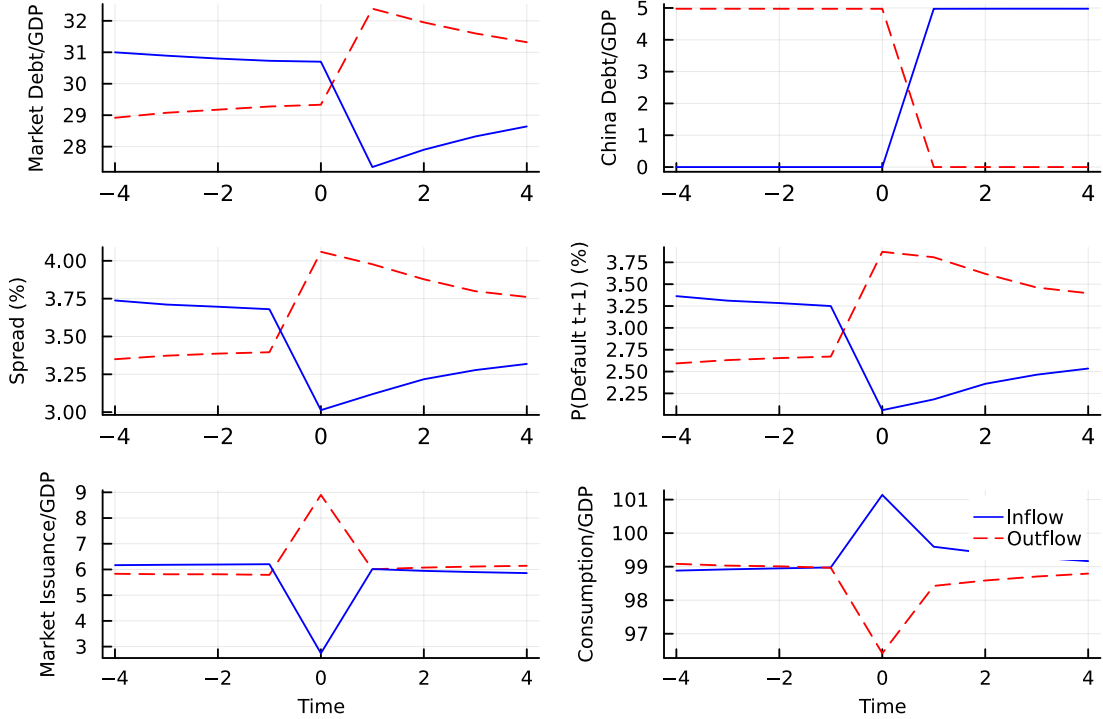 Market Debt/GDP
32
31
30
29
28
−4 −2 0 2 4
China Debt/GDP
5
4
3
2
1
0
−4 −2 0 2 4
Spread (%)
4.00
3.75
3.50
3.25
3.00
−4 −2 0 2 4
P(Default t+1) (%)
3.75
3.50
3.25
3.00
2.75
2.50
2.25
−4 −2 0 2 4
Market Issuance/GDP
9
8
7
6
5
4
3
−4 −2 0 2 4
Time
Consumption/GDP
101
100
99
98
97
Inflow
Outflow
−4 −2 0 2 4
Time